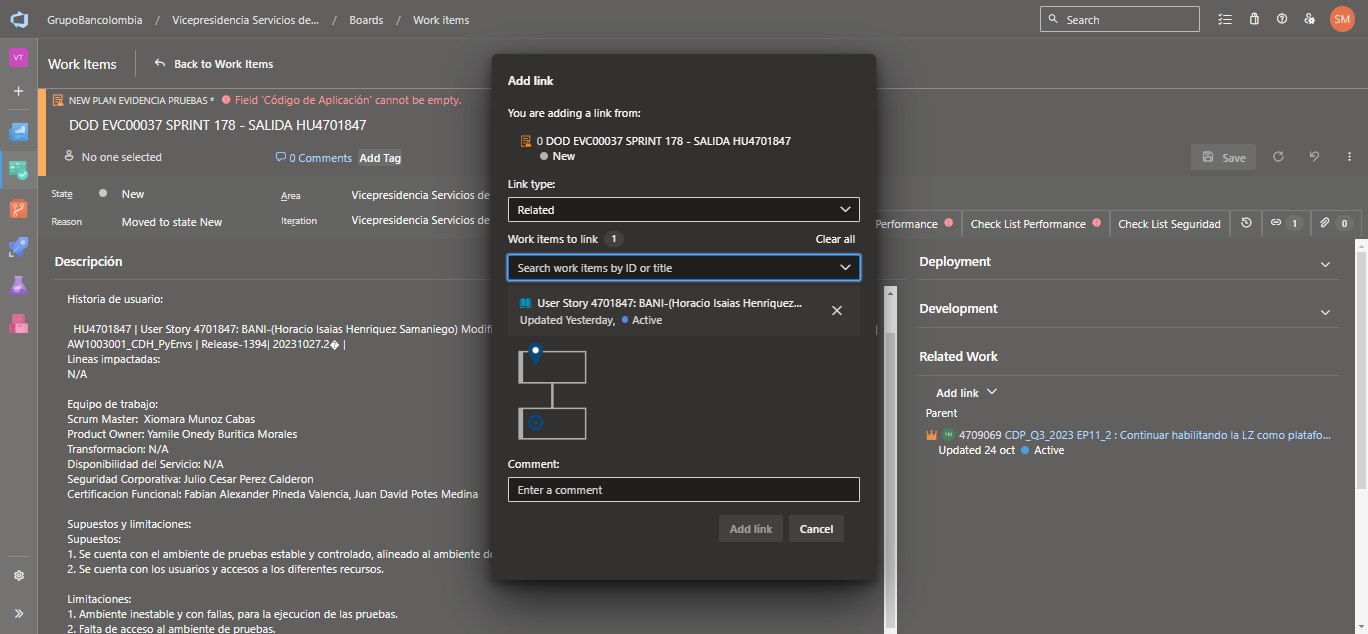 GrupoBancolombia / Vicepresidencia Servicios de... / Boards / Work items
Search
SM
VT
Work Items
Back to Work Items
NEW PLAN EVIDENCIA PRUEBAS * Field 'Código de Aplicación' cannot be empty.
DOD EVC00037 SPRINT 178 - SALIDA HU4701847
No one selected
0 Comments
Add Tag
Save
State
New
Area
Vicepresidencia Servicios de
Reason
Moved to state New
Iteration
Vicepresidencia Servicios de
Performance
Check List Performance
Check List Seguridad
1
0
Descripción
Historia de usuario:
HU4701847 | User Story 4701847: BANI-(Horacio Isaias Henriquez Samaniego) Modifi
AW1003001_CDH_PyEnvs | Release-1394| 20231027.2� |
Lineas impactadas:
N/A
Equipo de trabajo:
Scrum Master: Xiomara Munoz Cabas
Product Owner: Yamile Onedy Buritica Morales
Transformacion: N/A
Disponibilidad del Servicio: N/A
Seguridad Corporativa: Julio Cesar Perez Calderon
Certificacion Funcional: Fabian Alexander Pineda Valencia, Juan David Potes Medina
Supuestos y limitaciones:
Supuestos:
1. Se cuenta con el ambiente de pruebas estable y controlado, alineado al ambiente de
2. Se cuenta con los usuarios y accesos a los diferentes recursos.
Limitaciones:
1. Ambiente inestable y con fallas, para la ejecucion de las pruebas.
2. Falta de acceso al ambiente de pruebas.
Add link
You are adding a link from:
0 DOD EVC00037 SPRINT 178 - SALIDA HU4701847
New
Link type:
Related
Work items to link 1
Clear all
Search work items by ID or title
User Story 4701847: BANI-(Horacio Isaias Henriquez...
Updated Yesterday, Active
Comment:
Enter a comment
Add link
Cancel
Deployment
Development
Related Work
Add link
Parent
YM 4709069 CDP_Q3_2023 EP11_2 : Continuar habilitando la LZ como platafo...
Updated 24 oct Active